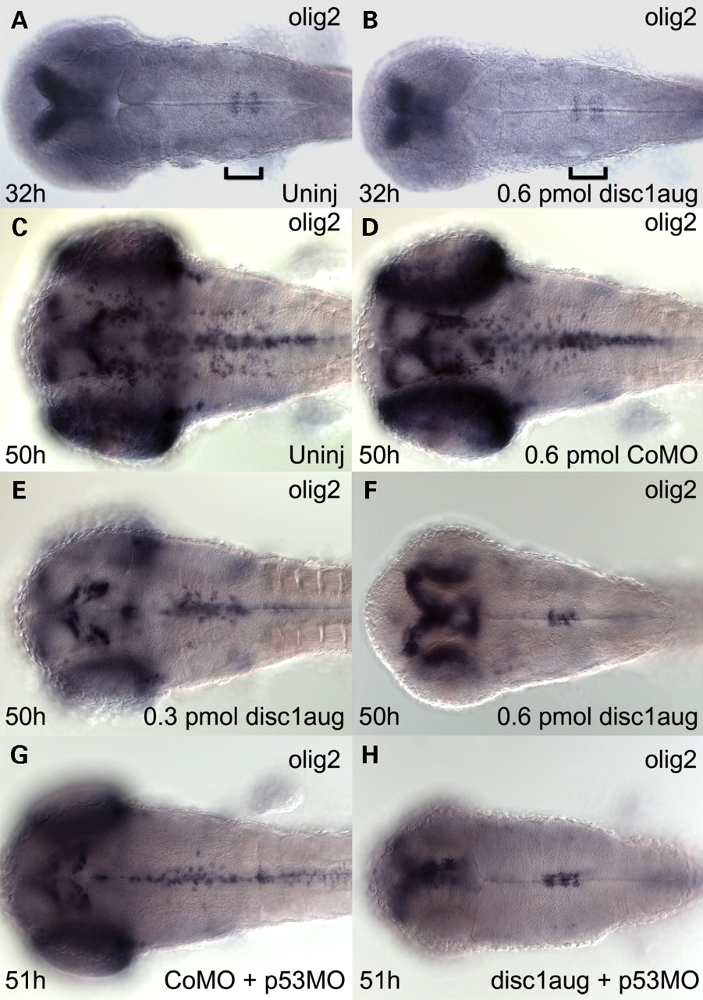 A
olig2
32h
Uninj
B
olig2
32h
0.6 pmol disc1aug
C
olig2
50h
Uninj
D
olig2
50h
0.6 pmol CoMO
E
olig2
50h
0.3 pmol disc1aug
F
olig2
50h
0.6 pmol disc1aug
G
olig2
51h
CoMO + p53MO
H
olig2
51h
disc1aug + p53MO